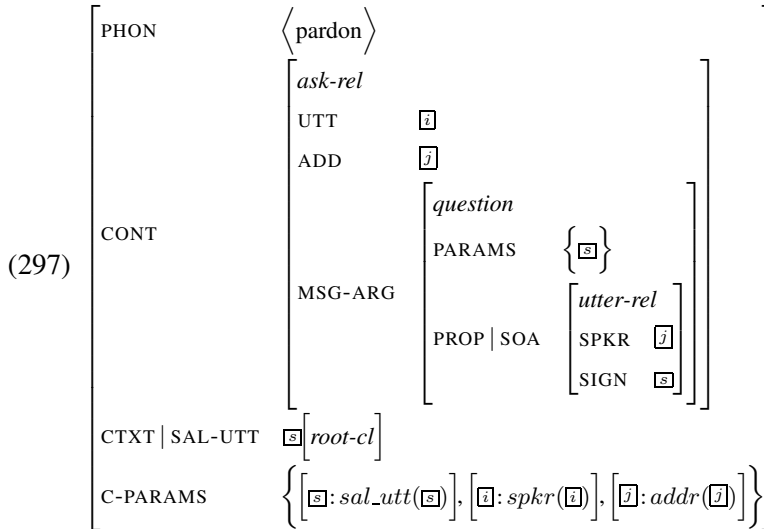 PHON ⟨pardon⟩
ask-rel
UTT i
ADD j
question
(297) CONT
PARAMS {s}
MSG-ARG
utter-rel
PROP | SOA SPKR j
SIGN s
CTXT | SAL-UTT s[root-cl]
C-PARAMS {[s: sal_utt(s)], [i: spkr(i)], [j: addr(j)]}